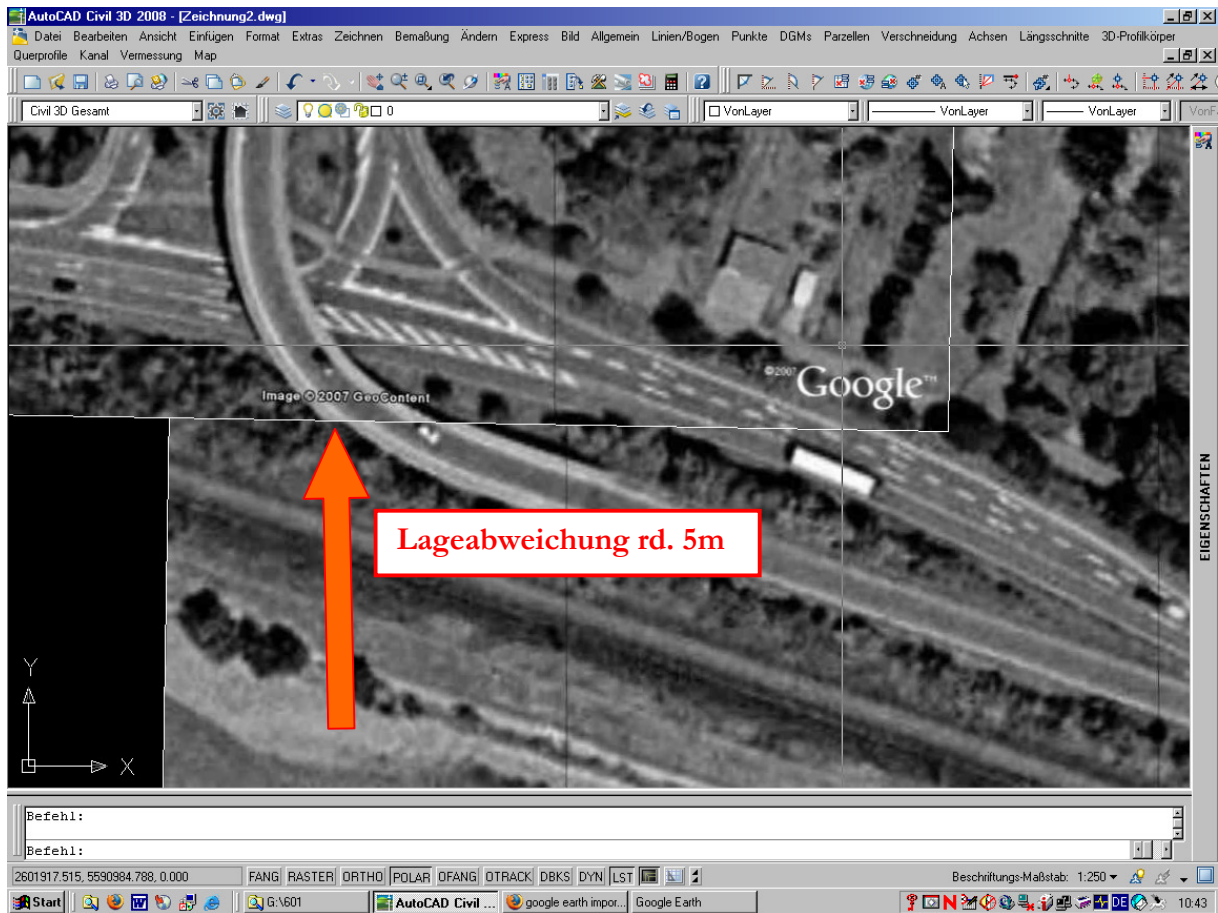 AutoCAD Civil 3D 2008 - [Zeichnung2.dwg]
Datei Bearbeiten Ansicht Einfügen Format Extras Zeichnen Bemaßung Ändern Express Bild Allgemein Linien/Bogen Punkte DGMs Parzellen Verschneidung Achsen Längsschnitte 3D-Profilkörper
Querprofile Kanal Vermessung Map
Civil 3D Gesamt 0 VonLayer VonLayer VonLayer VonF
©2007 Google™
Image © 2007 GeoContent
Lageabweichung rd. 5m
EIGENSCHAFTEN
Y
X
Befehl:
Befehl:
2601917.515, 5590984.788, 0.000 FANG RASTER ORTHO POLAR OFANG OTRACK DBKS DYN LST Beschriftungs-Maßstab: 1:250
Start G:\601 AutoCAD Civil ... google earth impor... Google Earth DE 10:43